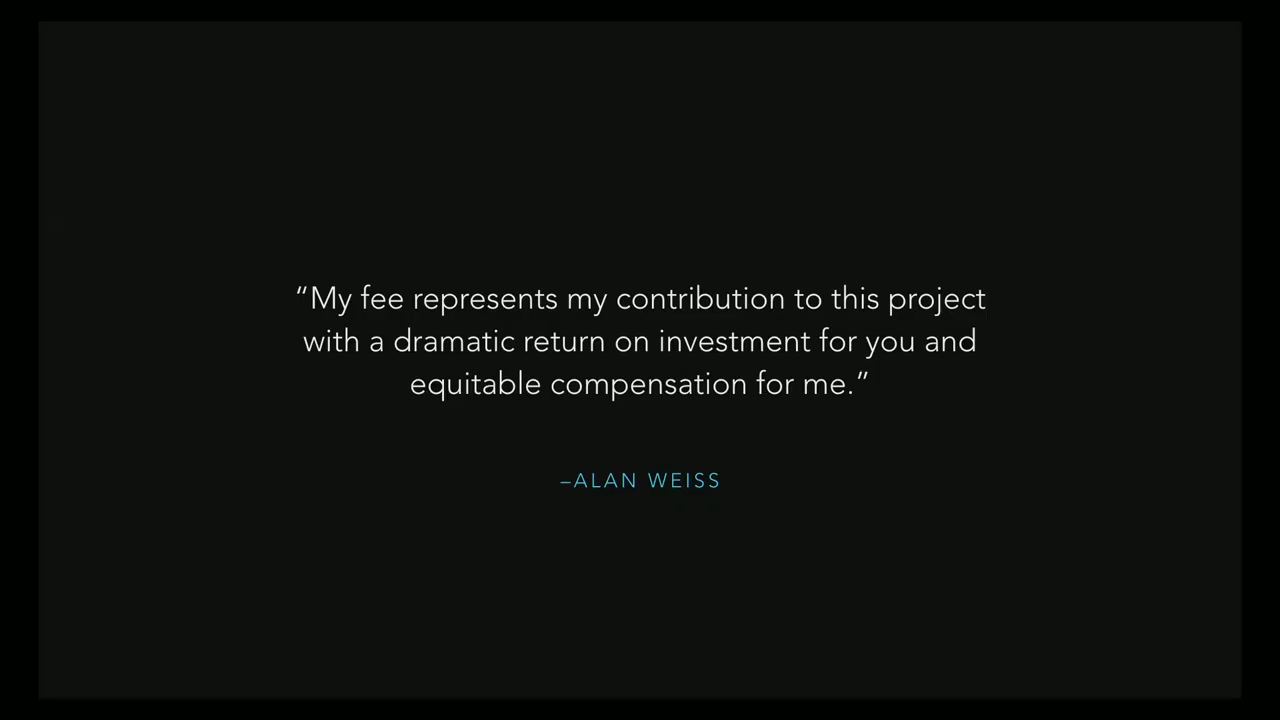 “My fee represents my contribution to this project
with a dramatic return on investment for you and
equitable compensation for me.”
–ALAN WEISS